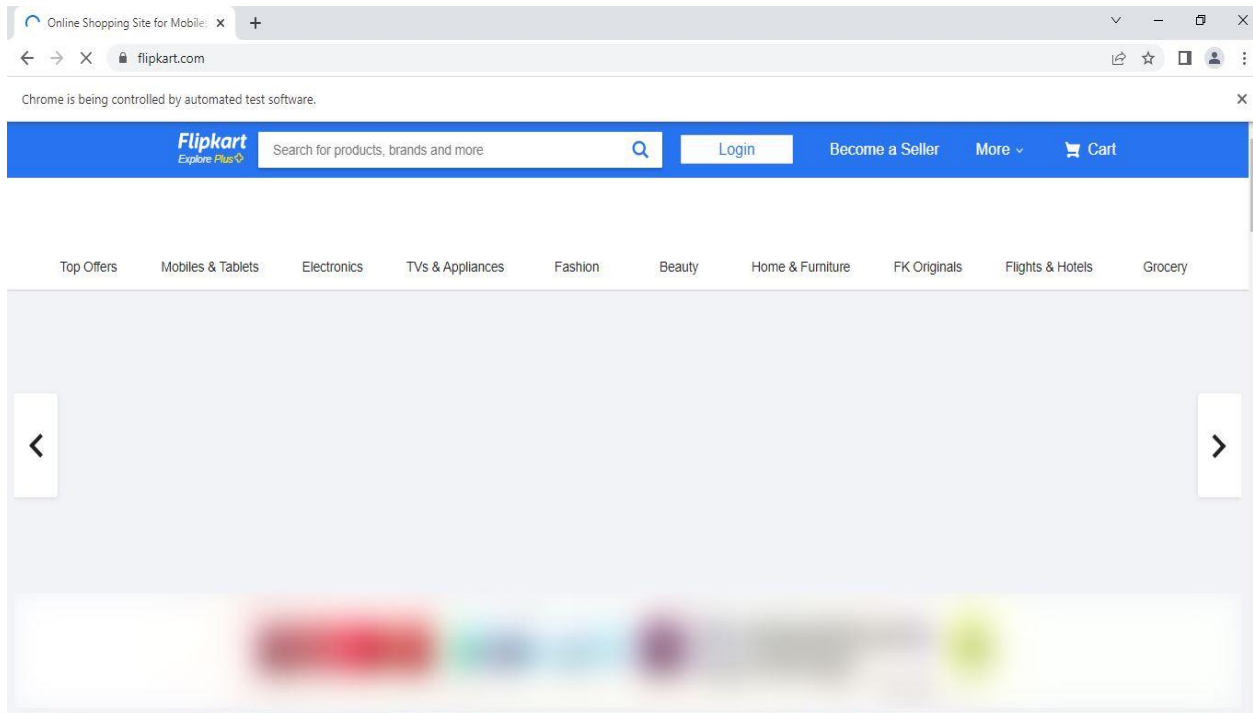 Online Shopping Site for Mobile
flipkart.com
Chrome is being controlled by automated test software.
Flipkart
Explore Plus
Search for products, brands and more
Login
Become a Seller
More
Cart
Top Offers Mobiles & Tablets Electronics TVs & Appliances Fashion Beauty Home & Furniture FK Originals Flights & Hotels Grocery